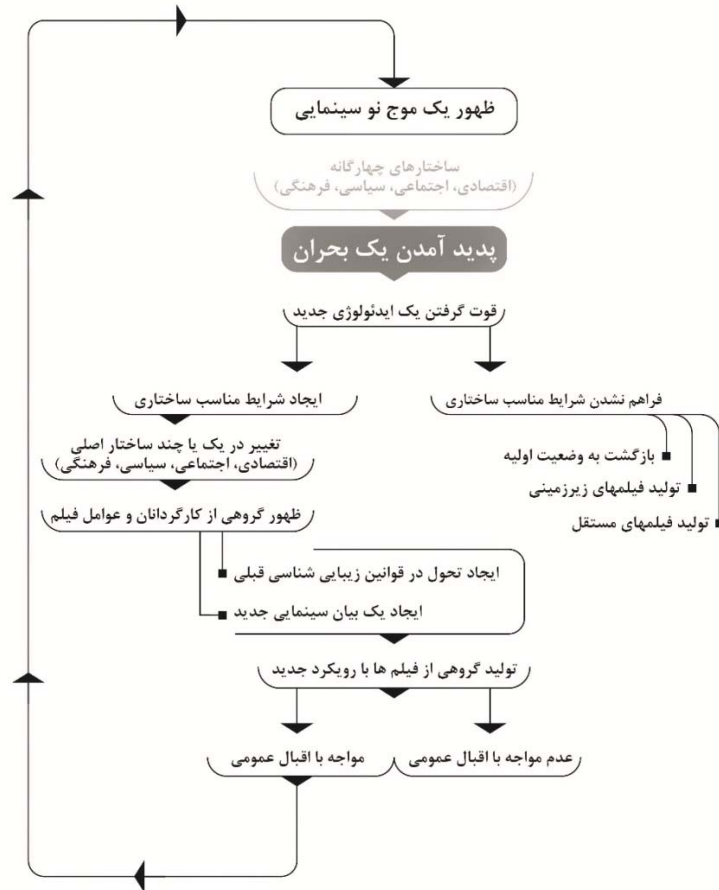 ظهور یک موج نو سینمایی
ساختارهای چهارگانه
(اقتصادی، اجتماعی، سیاسی، فرهنگی)
پدید آمدن یک بحران
قوت گرفتن یک ایدئولوژی جدید
فراهم نشدن شرایط مناسب ساختاری
بازگشت به وضعیت اولیه
تولید فیلمهای زیرزمینی
تولید فیلمهای مستقل
ایجاد شرایط مناسب ساختاری
تغییر در یک یا چند ساختار اصلی
(اقتصادی، اجتماعی، سیاسی، فرهنگی)
ظهور گروهی از کارگردانان و عوامل فیلم
ایجاد تحول در قوانین زیبایی شناسی قبلی
ایجاد یک بیان سینمایی جدید
تولید گروهی از فیلم ها با رویکرد جدید
عدم مواجه با اقبال عمومی
مواجه با اقبال عمومی